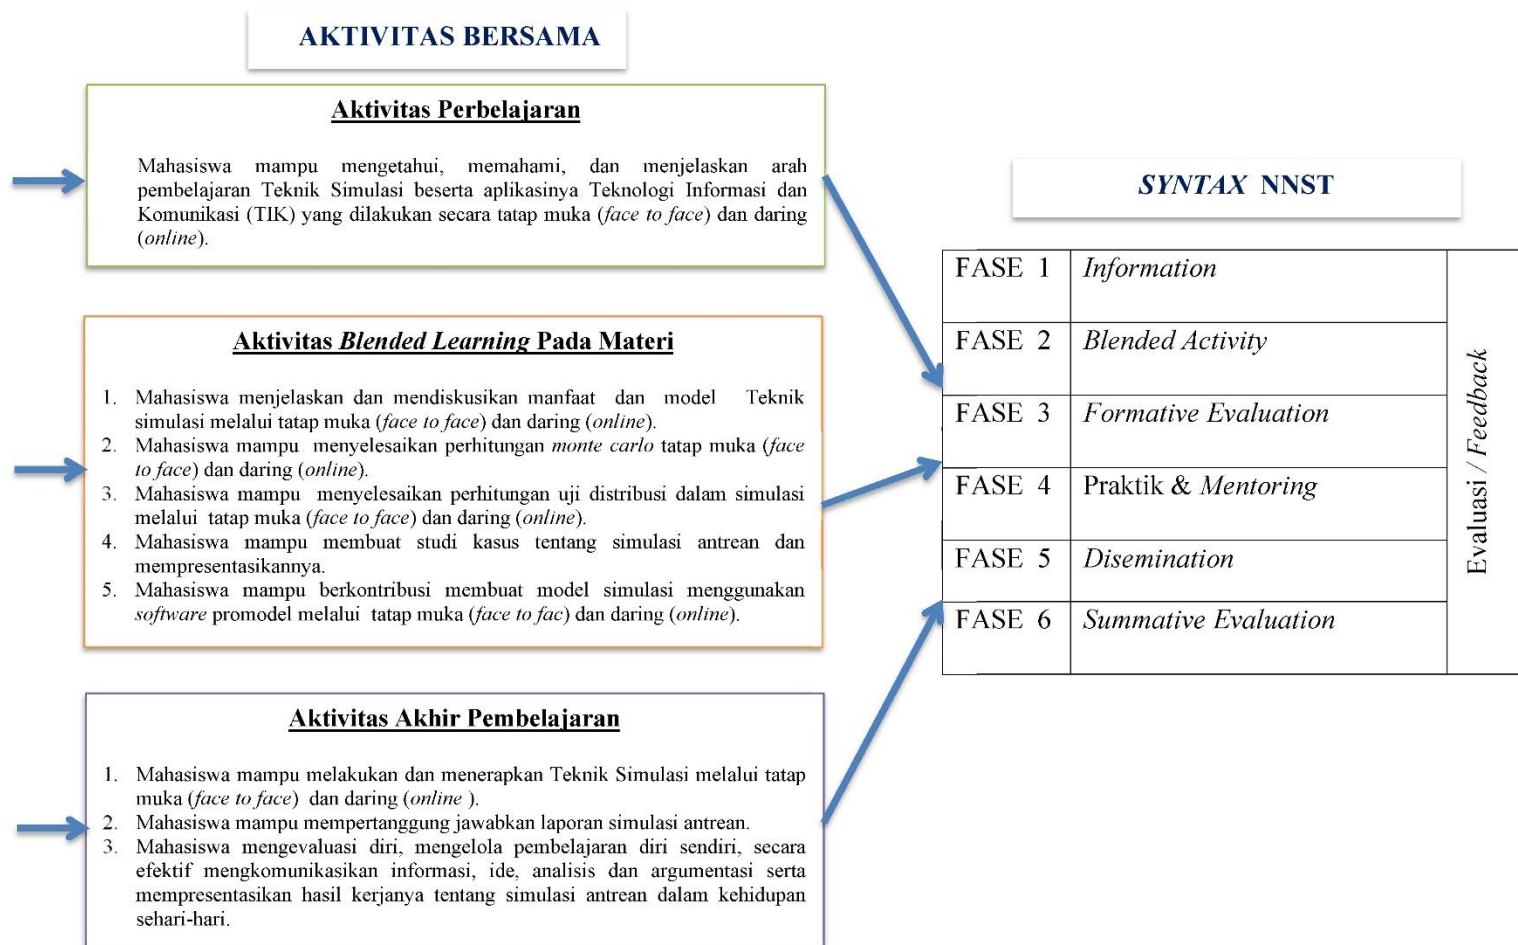 AKTIVITAS BERSAMA
Aktivitas Perbelajaran
Mahasiswa mampu mengetahui, memahami, dan menjelaskan arah
pembelajaran Teknik Simulasi beserta aplikasinya Teknologi Informasi dan
Komunikasi (TIK) yang dilakukan secara tatap muka (face to face) dan daring
(online).
Aktivitas Blended Learning Pada Materi
1. Mahasiswa menjelaskan dan mendiskusikan manfaat dan model Teknik
simulasi melalui tatap muka (face to face) dan daring (online).
2. Mahasiswa mampu menyelesaikan perhitungan monte carlo tatap muka (face
to face) dan daring (online).
3. Mahasiswa mampu menyelesaikan perhitungan uji distribusi dalam simulasi
melalui tatap muka (face to face) dan daring (online).
4. Mahasiswa mampu membuat studi kasus tentang simulasi antrean dan
mempresentasikannya.
5. Mahasiswa mampu berkontribusi membuat model simulasi menggunakan
software promodel melalui tatap muka (face to fac) dan daring (online).
Aktivitas Akhir Pembelajaran
1. Mahasiswa mampu melakukan dan menerapkan Teknik Simulasi melalui tatap
muka (face to face) dan daring (online ).
2. Mahasiswa mampu mempertanggung jawabkan laporan simulasi antrean.
3. Mahasiswa mengevaluasi diri, mengelola pembelajaran diri sendiri, secara
efektif mengkomunikasikan informasi, ide, analisis dan argumentasi serta
mempresentasikan hasil kerjanya tentang simulasi antrean dalam kehidupan
sehari-hari.
SYNTAX NNST
FASE 1 Information
FASE 2 Blended Activity
FASE 3 Formative Evaluation
FASE 4 Praktik & Mentoring
FASE 5 Disemination
FASE 6 Summative Evaluation
Evaluasi / Feedback